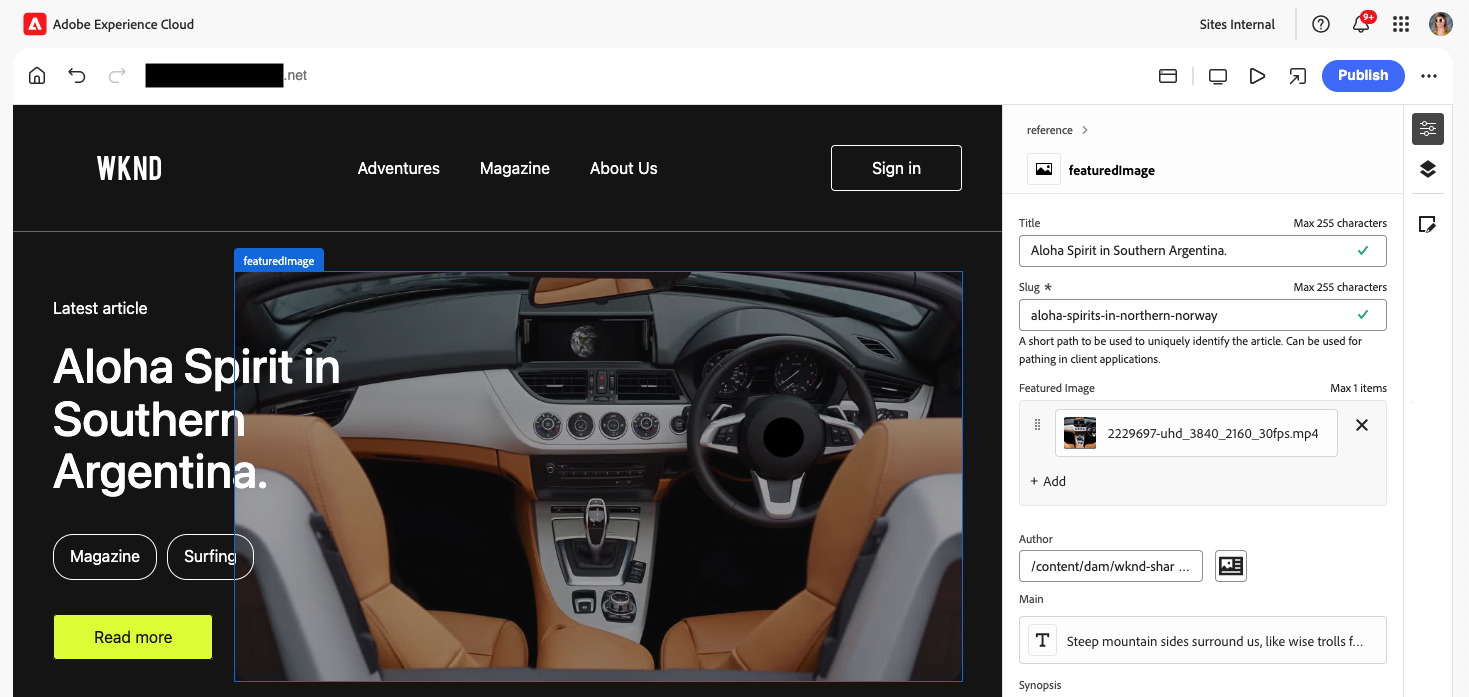 Adobe Experience Cloud
Sites Internal
9+
.net
Publish
WKND
Adventures
Magazine
About Us
Sign in
featuredImage
Latest article
Aloha Spirit in
Southern
Argentina.
Magazine
Surfing
Read more
reference
featuredImage
Title
Max 255 characters
Aloha Spirit in Southern Argentina.
Slug *
Max 255 characters
aloha-spirits-in-northern-norway
A short path to be used to uniquely identify the article. Can be used for
pathing in client applications.
Featured Image
Max 1 items
2229697-uhd_3840_2160_30fps.mp4
+ Add
Author
/content/dam/wknd-shar ...
Main
T
Steep mountain sides surround us, like wise trolls f...
Synopsis